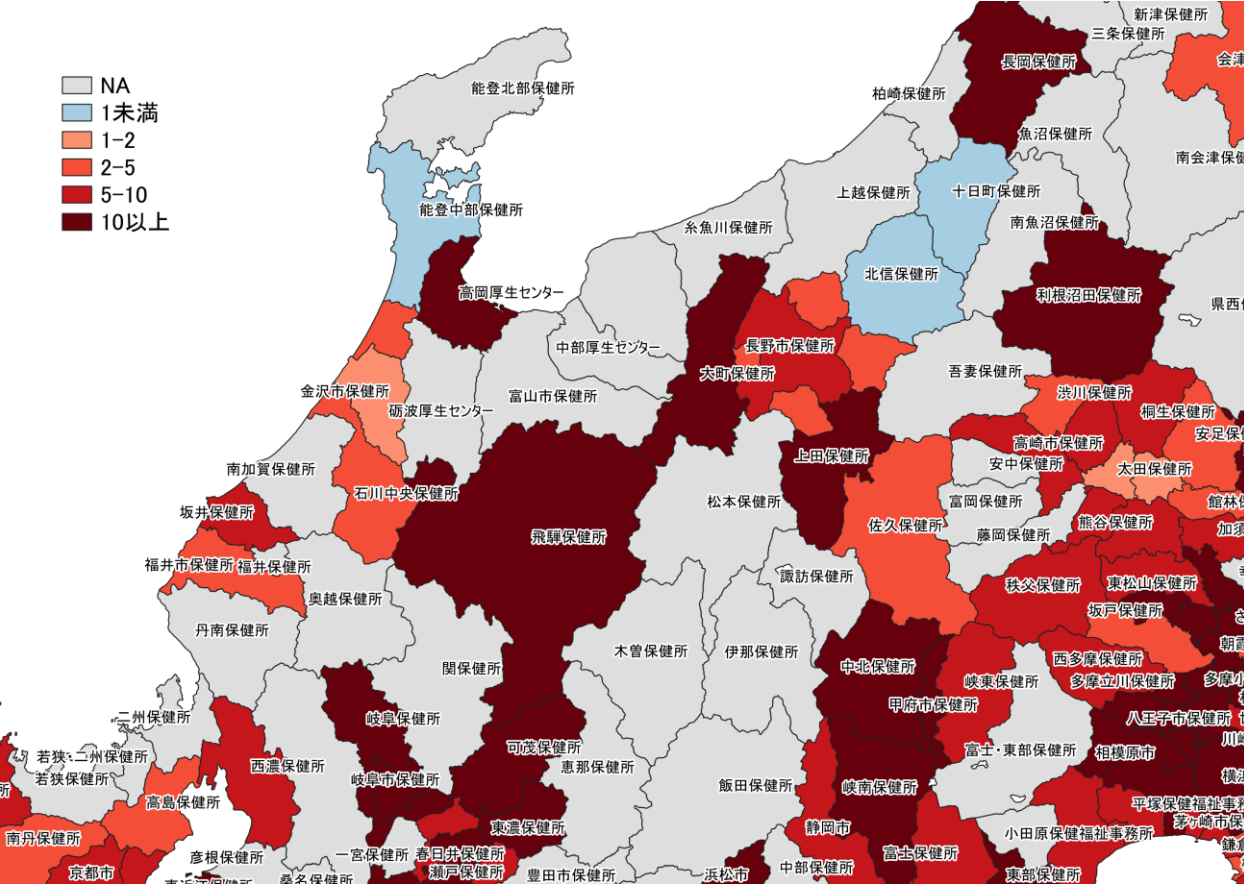 新津保健所
三条保健所
会津
長岡保健所
NA
能登北部保健所
柏崎保健所
1未満
魚沼保健所
1-2
南会津保健
2-5
上越保健所
十日町保健所
5-10
能登中部保健所
10以上
糸魚川保健所
南魚沼保健所
北信保健所
高岡厚生センター
利根沼田保健所
県西
中部厚生センター
長野市保健所
大町保健所
吾妻保健所
金沢市保健所
富山市保健所
渋川保健所
砺波厚生センター
桐生保健所
安足保
高崎市保健所
南加賀保健所
上田保健所
安中保健所
太田保健所
石川中央保健所
松本保健所
富岡保健所
館林保
坂井保健所
佐久保健所
熊谷保健所
加須
飛騨保健所
藤岡保健所
福井市保健所
福井保健所
諏訪保健所
秩父保健所
東松山保健所
奥越保健所
坂戸保健所
さ
丹南保健所
木曽保健所
伊那保健所
朝霞
関保健所
中北保健所
西多摩保健所
峡東保健所
多摩立川保健所
多摩小
甲府市保健所
二州保健所
岐阜保健所
八王子市保健所
川崎
可茂保健所
富士・東部保健所
相模原市
若狭・二州保健所
西濃保健所
恵那保健所
若狭保健所
岐阜市保健所
横浜
飯田保健所
峡南保健所
所
高島保健所
平塚保健福祉事務
茅ヶ崎市保
東濃保健所
静岡市
小田原保健福祉事務所
南丹保健所
鎌倉
彦根保健所
一宮保健所
春日井保健所
富士保健所
京都市
瀬戸保健所
中部保健所
東部保健所
東近江保健所
桑名保健所
豊田市保健所
浜松市